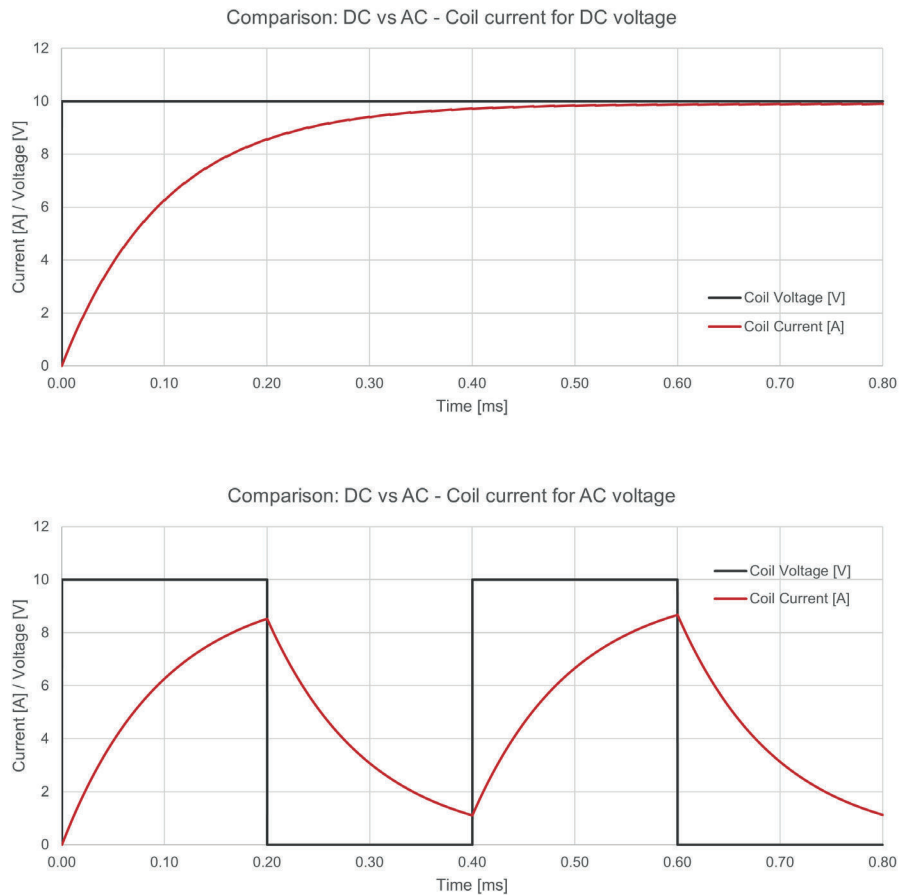 Comparison: DC vs AC - Coil current for DC voltage
12
10
8
6
4
2
0
Current [A] / Voltage [V]
Coil Voltage [V]
Coil Current [A]
0.00 0.10 0.20 0.30 0.40 0.50 0.60 0.70 0.80
Time [ms]
Comparison: DC vs AC - Coil current for AC voltage
12
10
8
6
4
2
0
Current [A] / Voltage [V]
Coil Voltage [V]
Coil Current [A]
0.00 0.10 0.20 0.30 0.40 0.50 0.60 0.70 0.80
Time [ms]